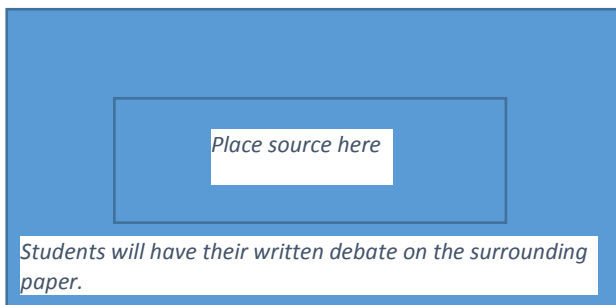 Place source here
Students will have their written debate on the surrounding
paper.